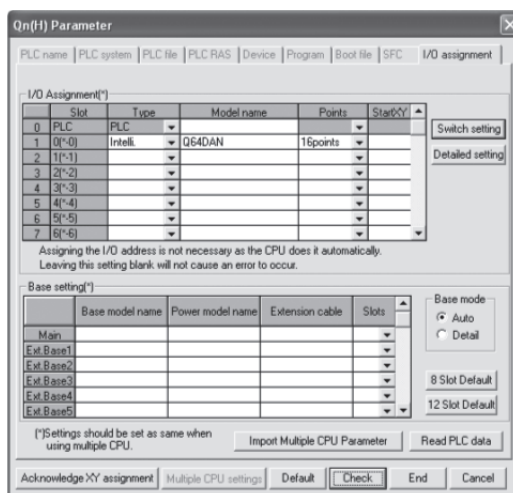 Qn(H) Parameter
PLC name PLC system PLC file PLC RAS Device Program Boot file SFC I/O assignment
I/O Assignment(*)
Slot Type Model name Points StartXY
0 PLC PLC
1 0(*-0) Intelli. Q64DAN 16points
2 1(*-1)
3 2(*-2)
4 3(*-3)
5 4(*-4)
6 5(*-5)
7 6(*-6)
Switch setting
Detailed setting
Assigning the I/O address is not necessary as the CPU does it automatically.
Leaving this setting blank will not cause an error to occur.
Base setting(*)
Base model name Power model name Extension cable Slots
Main
Ext.Base1
Ext.Base2
Ext.Base3
Ext.Base4
Ext.Base5
Base mode
Auto
Detail
8 Slot Default
12 Slot Default
(*)Settings should be set as same when
using multiple CPU.
Import Multiple CPU Parameter Read PLC data
Acknowledge XY assignment Multiple CPU settings Default Check End Cancel